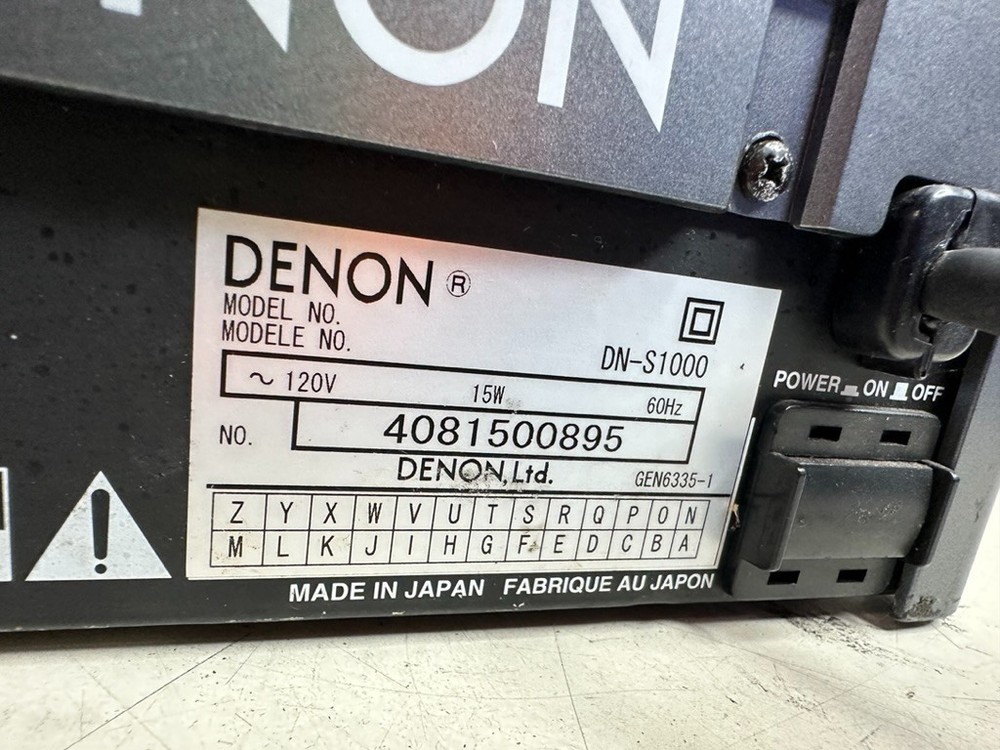 DENON
DENON ®
MODEL NO.
MODELE NO.
DN-S1000
~ 120V 15W 60Hz
NO. 4081500895
DENON, Ltd. GEN6335-1
Z Y X W V U T S R Q P O N
M L K J I H G F E D C B A
MADE IN JAPAN FABRIQUE AU JAPON
POWER ON OFF